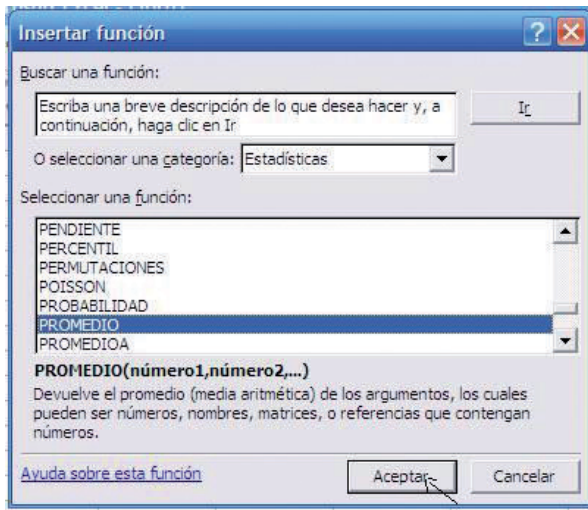 Insertar función
Buscar una función:
Escriba una breve descripción de lo que desea hacer y, a
continuación, haga clic en Ir
Ir
O seleccionar una categoría: Estadísticas
Seleccionar una función:
PENDIENTE
PERCENTIL
PERMUTACIONES
POISSON
PROBABILIDAD
PROMEDIO
PROMEDIOA
PROMEDIO(número1,número2,...)
Devuelve el promedio (media aritmética) de los argumentos, los cuales
pueden ser números, nombres, matrices, o referencias que contengan
números.
Ayuda sobre esta función
Aceptar
Cancelar